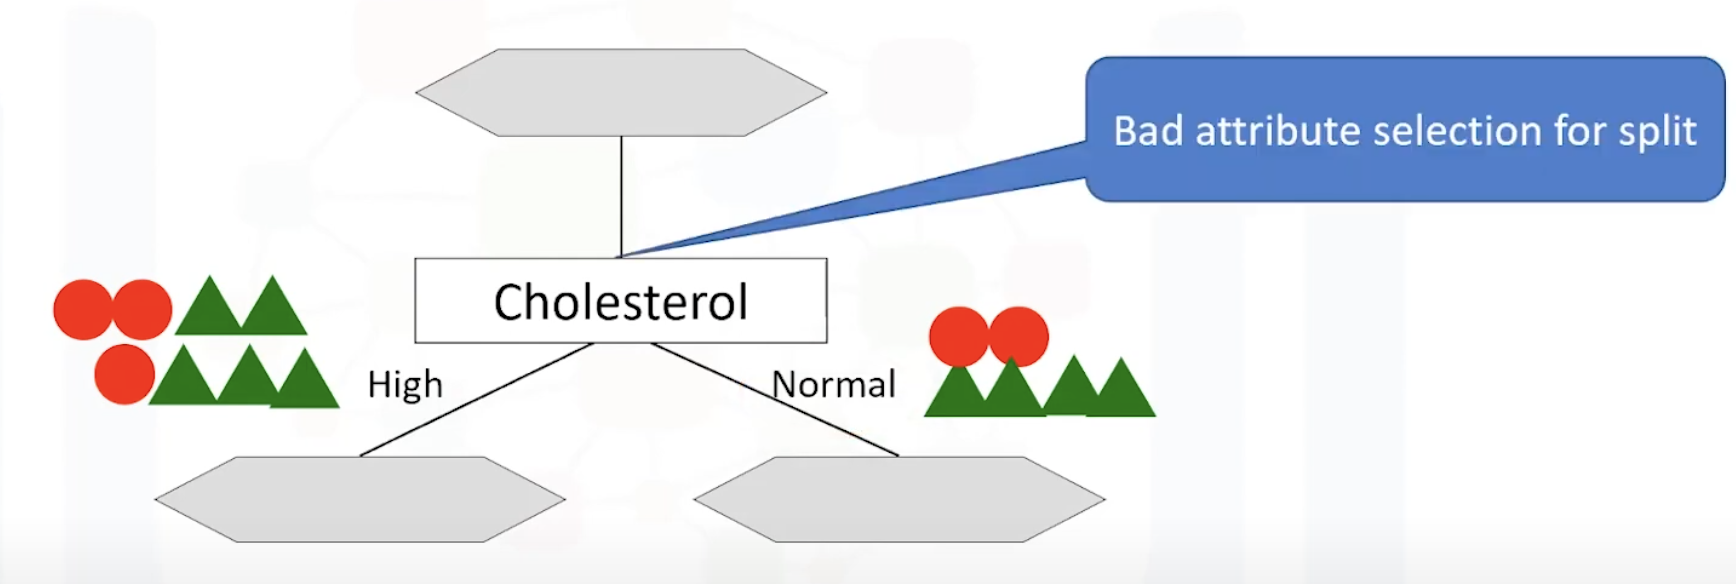 Bad attribute selection for split
Cholesterol
High
Normal